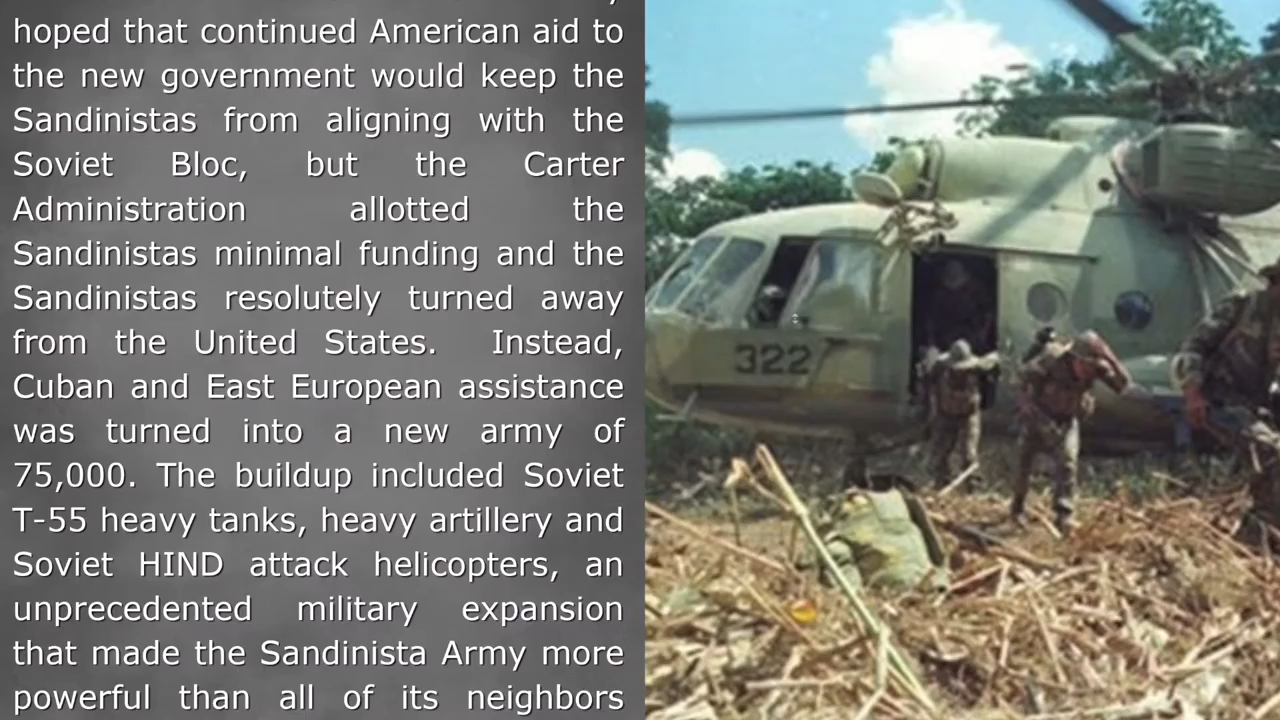 hoped that continued American aid to
the new government would keep the
Sandinistas from aligning with the
Soviet Bloc, but the Carter
Administration allotted the
Sandinistas minimal funding and the
Sandinistas resolutely turned away
from the United States. Instead,
Cuban and East European assistance
was turned into a new army of
75,000. The buildup included Soviet
T-55 heavy tanks, heavy artillery and
Soviet HIND attack helicopters, an
unprecedented military expansion
that made the Sandinista Army more
powerful than all of its neighbors
322